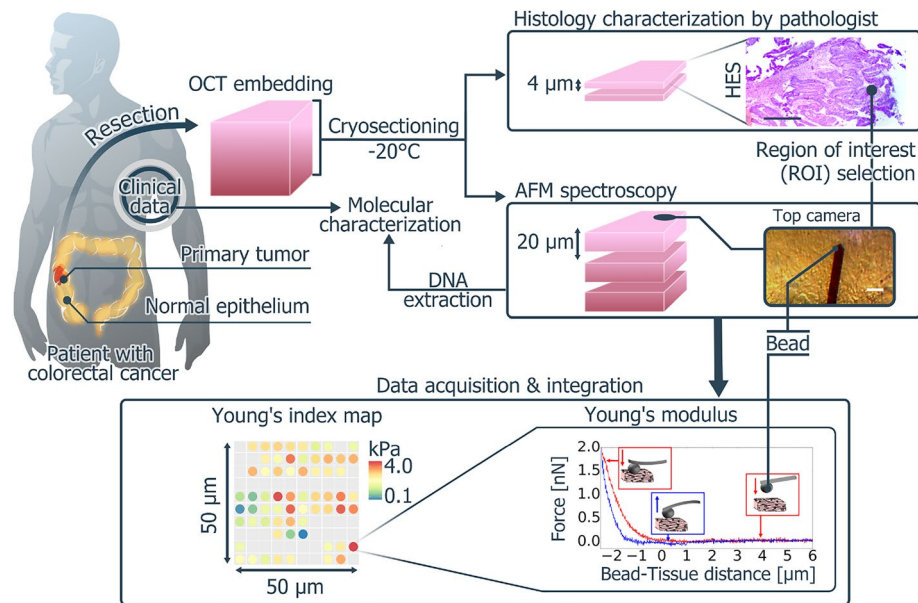 Histology characterization by pathologist
OCT embedding
4 µm
HES
Resection
Cryosectioning
-20°C
Region of interest
(ROI) selection
Clinical
data
Molecular
characterization
AFM spectroscopy
Top camera
20 µm
Primary tumor
DNA
extraction
Normal epithelium
Bead
Patient with
colorectal cancer
Data acquisition & integration
Young's index map
Young's modulus
kPa
4.0
0.1
50 µm
50 µm
Force [nN]
2.0
1.5
1.0
0.5
0.0
−2 −1 0 1 2 3 4 5 6
Bead-Tissue distance [µm]